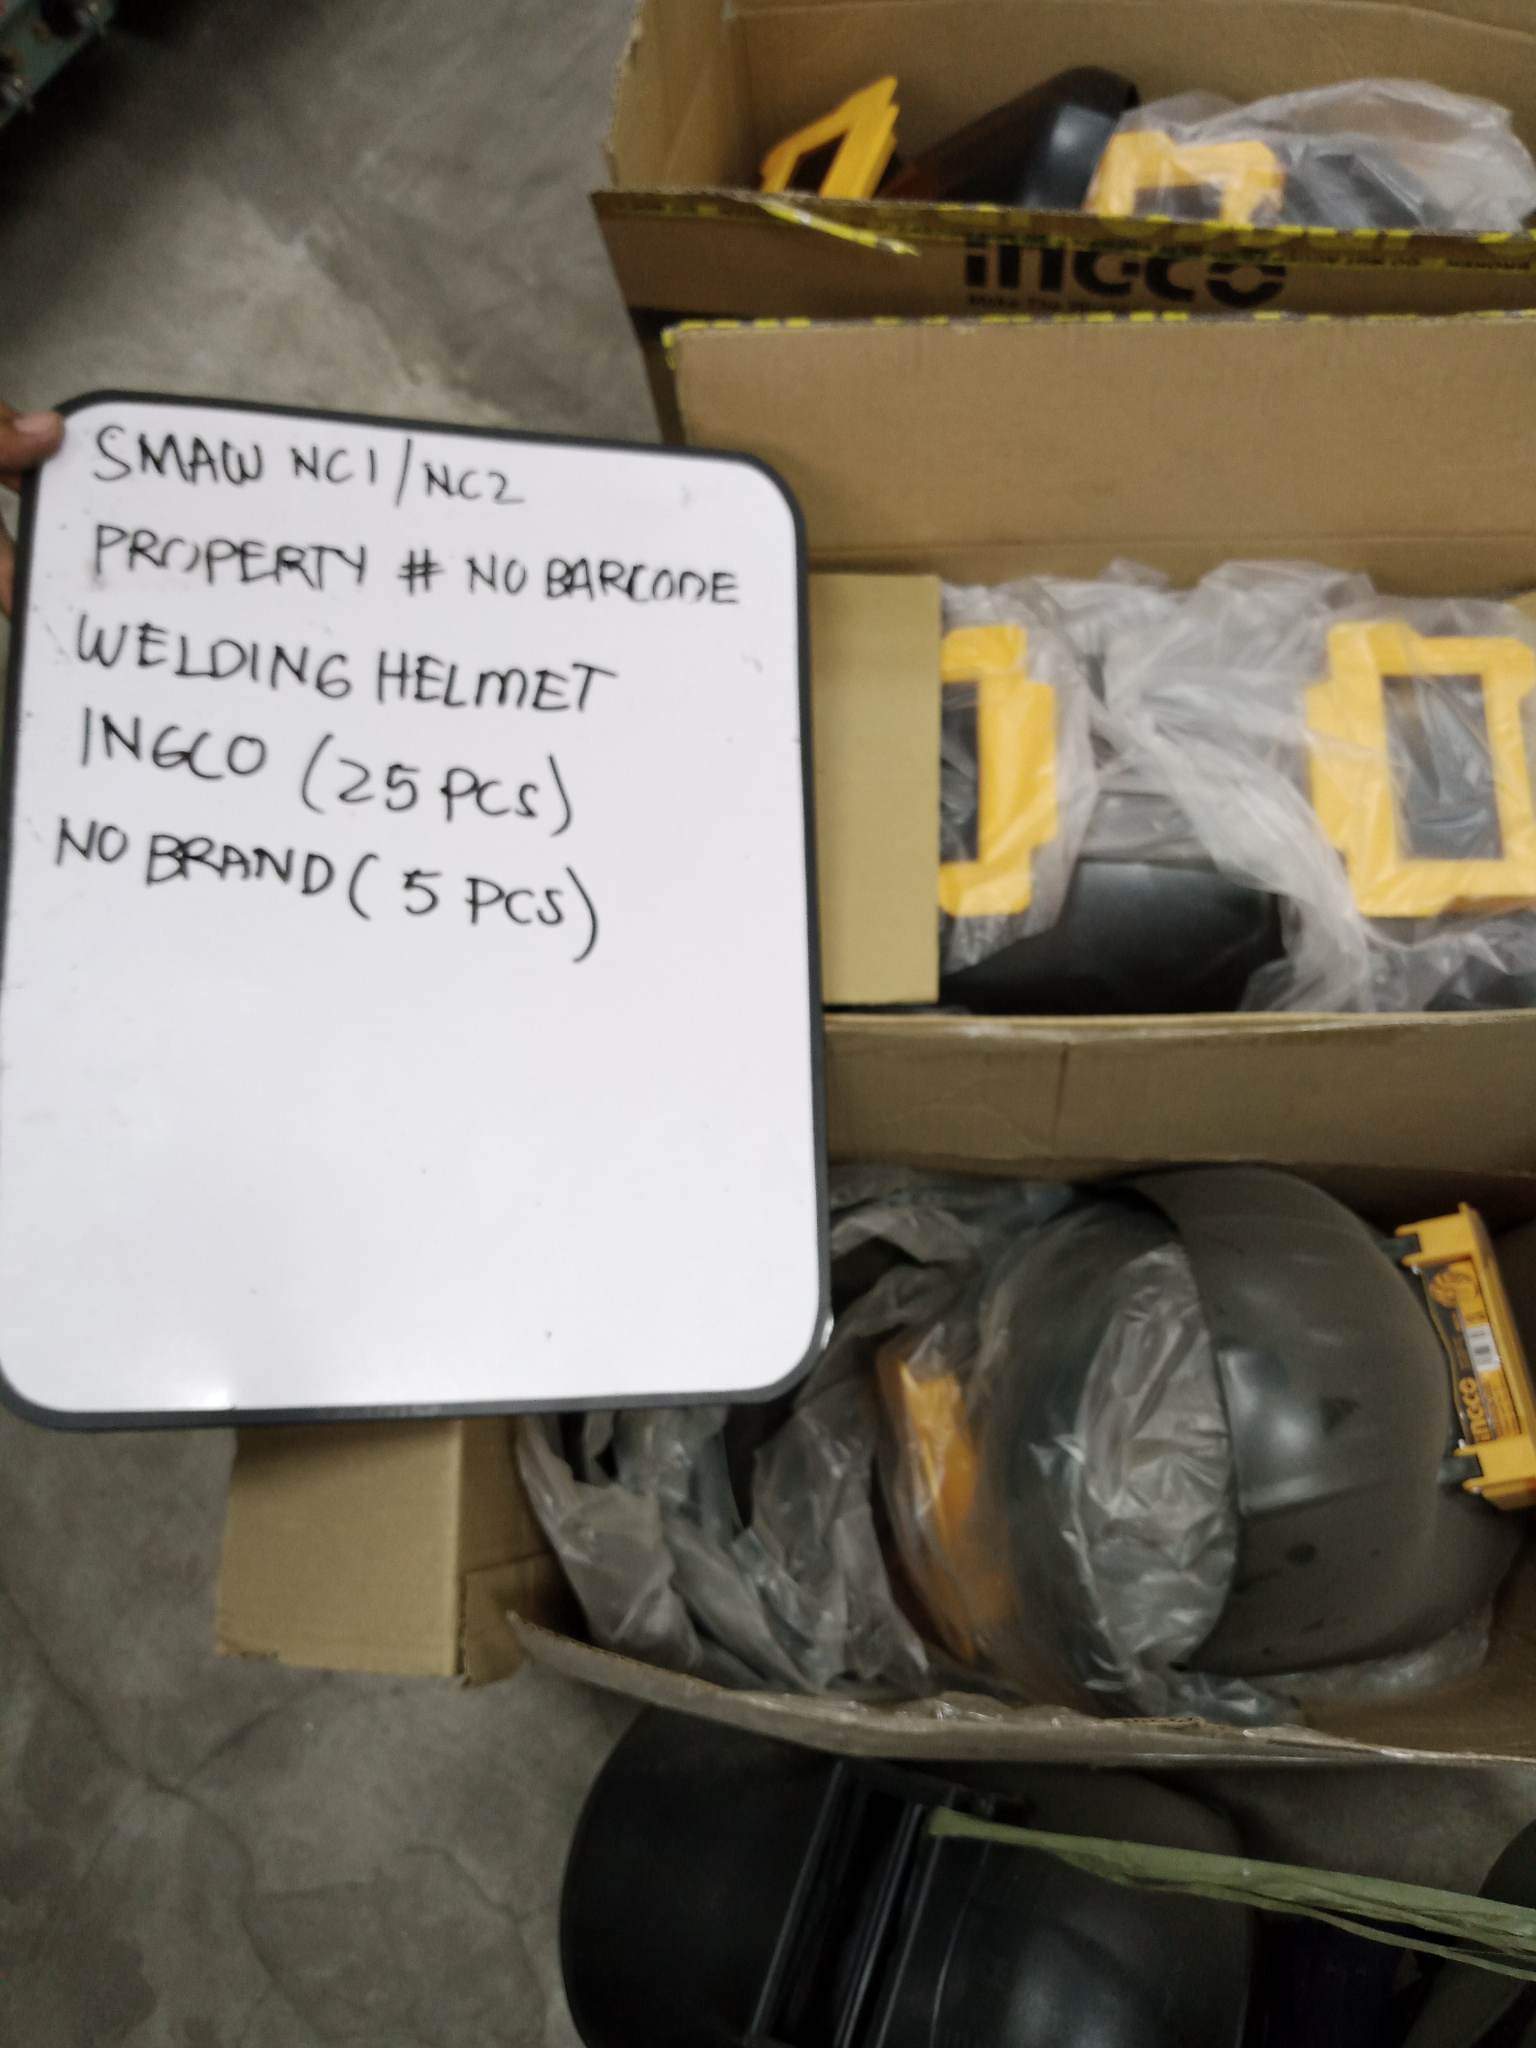 SMAW NC1/NC2
PROPERTY # NO BARCODE
WELDING HELMET
INGCO (25 PCS)
NO BRAND (5 PCS)
INGCO
INGCO